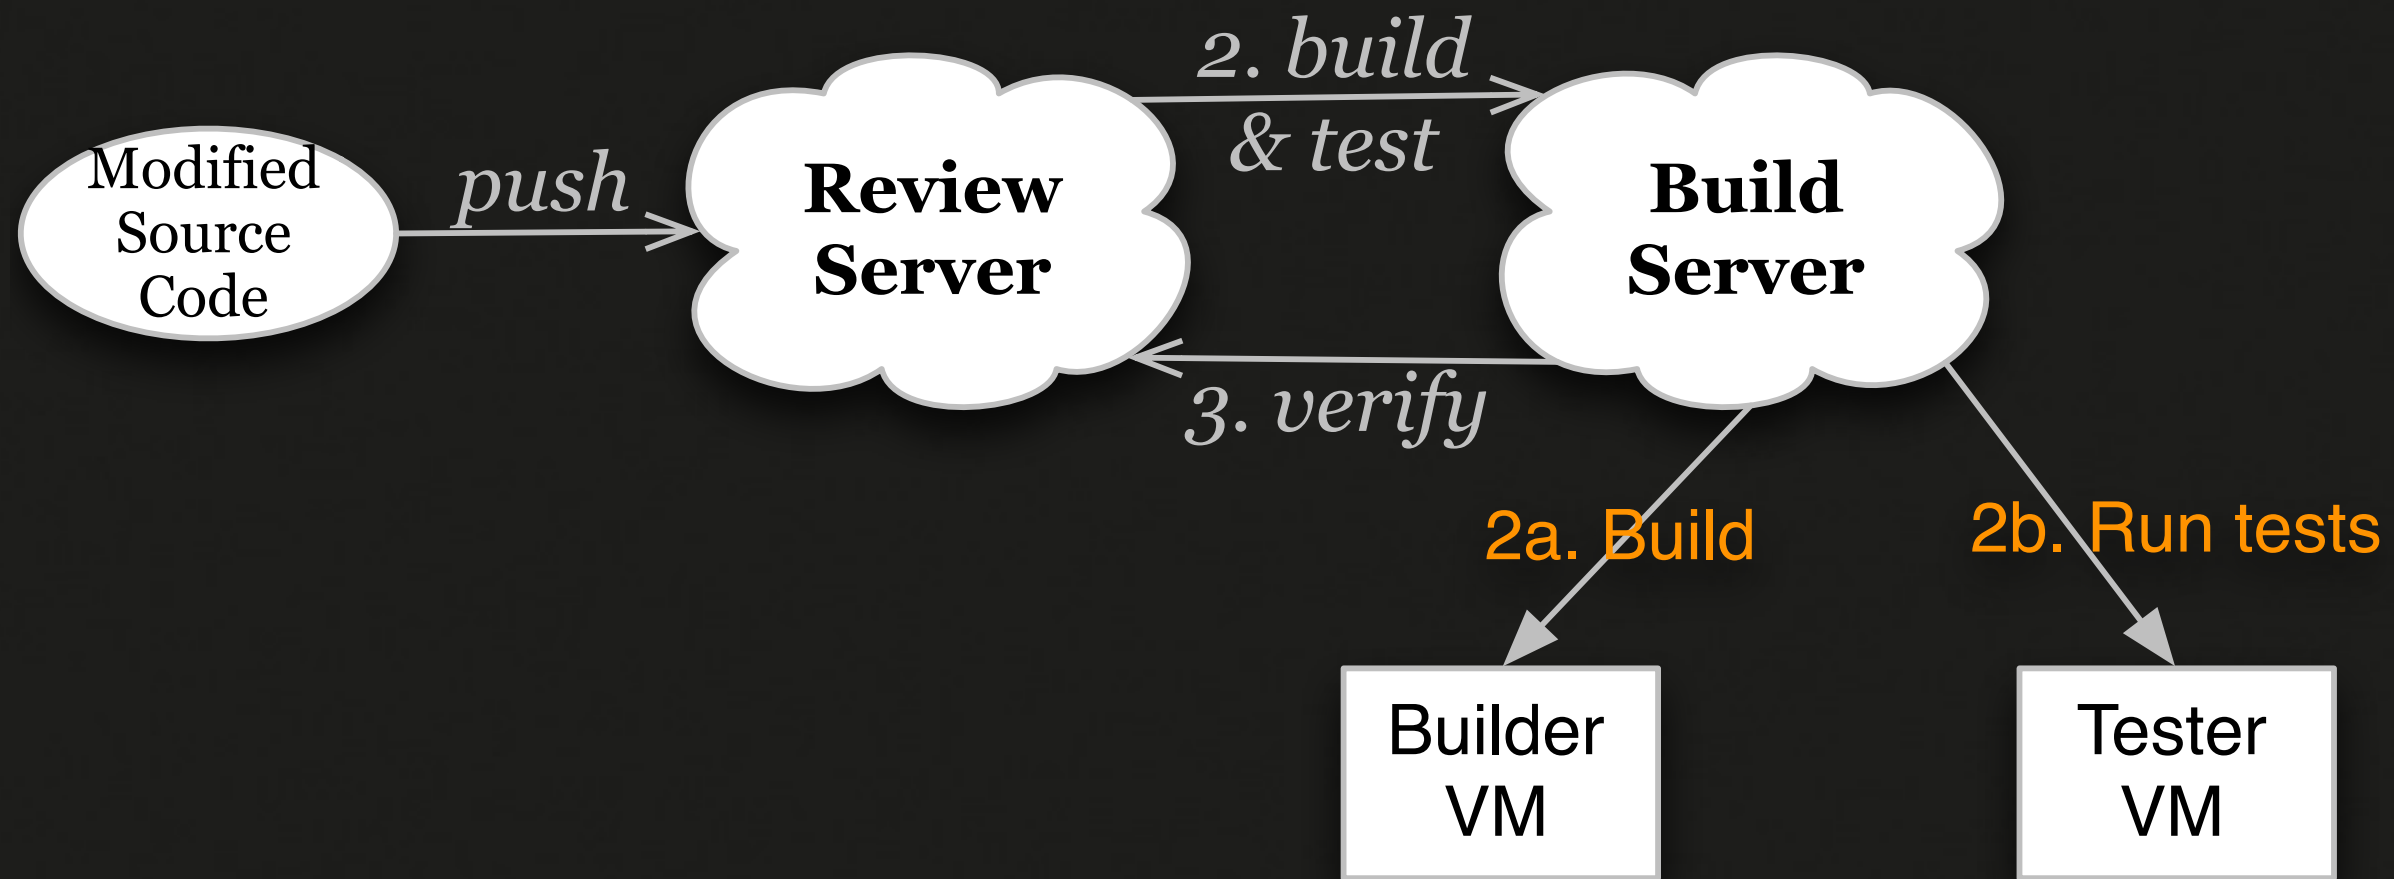 Modified
Source
Code
push
Review
Server
2. build
& test
Build
Server
3. verify
2a. Build
2b. Run tests
Builder
VM
Tester
VM